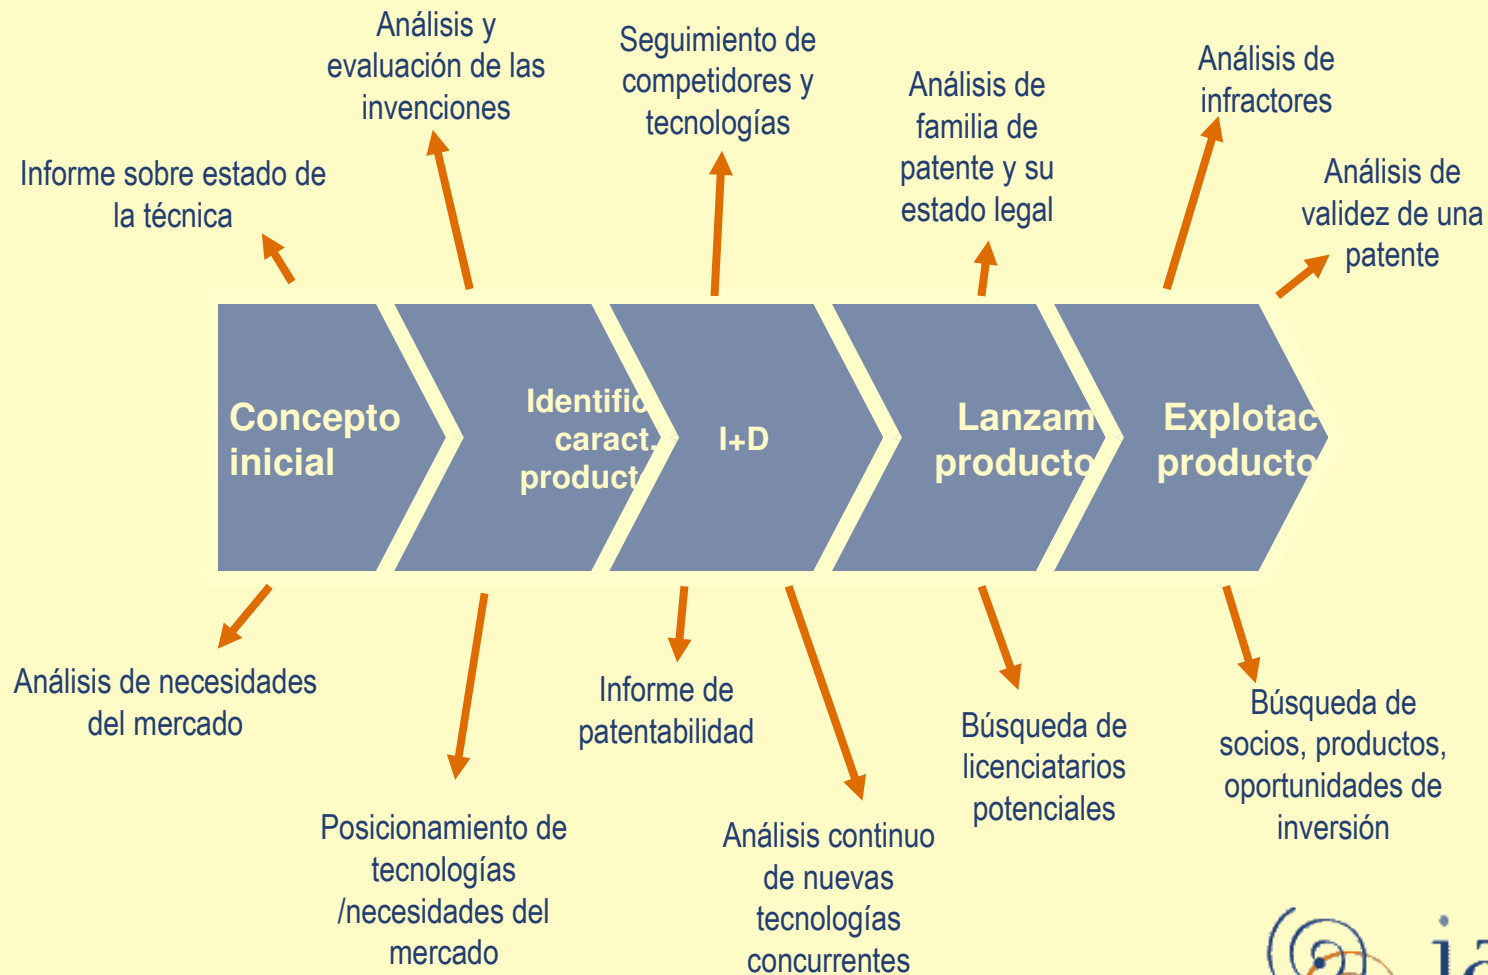 Análisis y
evaluación de las
invenciones
Seguimiento de
competidores y
tecnologías
Análisis de
familia de
patente y su
estado legal
Análisis de
infractores
Informe sobre estado de
la técnica
Análisis de
validez de una
patente
Concepto
inicial
Identific
caract.
product
I+D
Lanzam
producto
Explotac
producto
Análisis de necesidades
del mercado
Posicionamiento de
tecnologías
/necesidades del
mercado
Informe de
patentabilidad
Análisis continuo
de nuevas
tecnologías
concurrentes
Búsqueda de
licenciatarios
potenciales
Búsqueda de
socios, productos,
oportunidades de
inversión